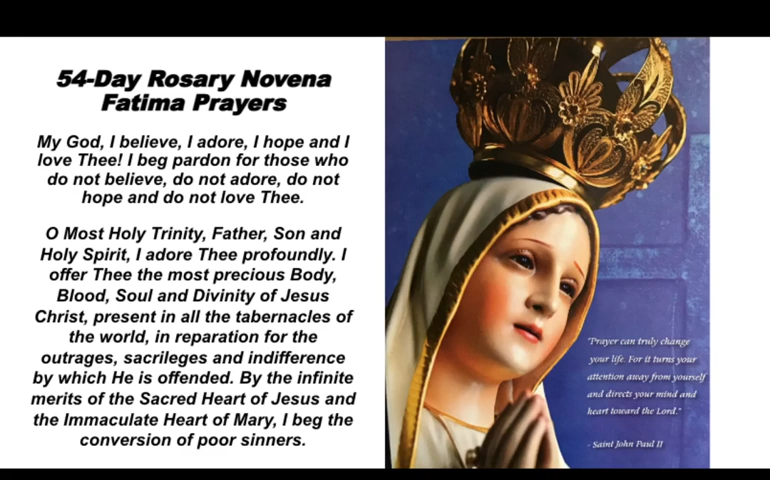 54-Day Rosary Novena
Fatima Prayers
My God, I believe, I adore, I hope and I
love Thee! I beg pardon for those who
do not believe, do not adore, do not
hope and do not love Thee.
O Most Holy Trinity, Father, Son and
Holy Spirit, I adore Thee profoundly. I
offer Thee the most precious Body,
Blood, Soul and Divinity of Jesus
Christ, present in all the tabernacles of
the world, in reparation for the
outrages, sacrileges and indifference
by which He is offended. By the infinite
merits of the Sacred Heart of Jesus and
the Immaculate Heart of Mary, I beg the
conversion of poor sinners.
"Prayer can truly change
your life. For it turns your
attention away from yourself
and directs your mind and
heart toward the Lord."
- Saint John Paul II